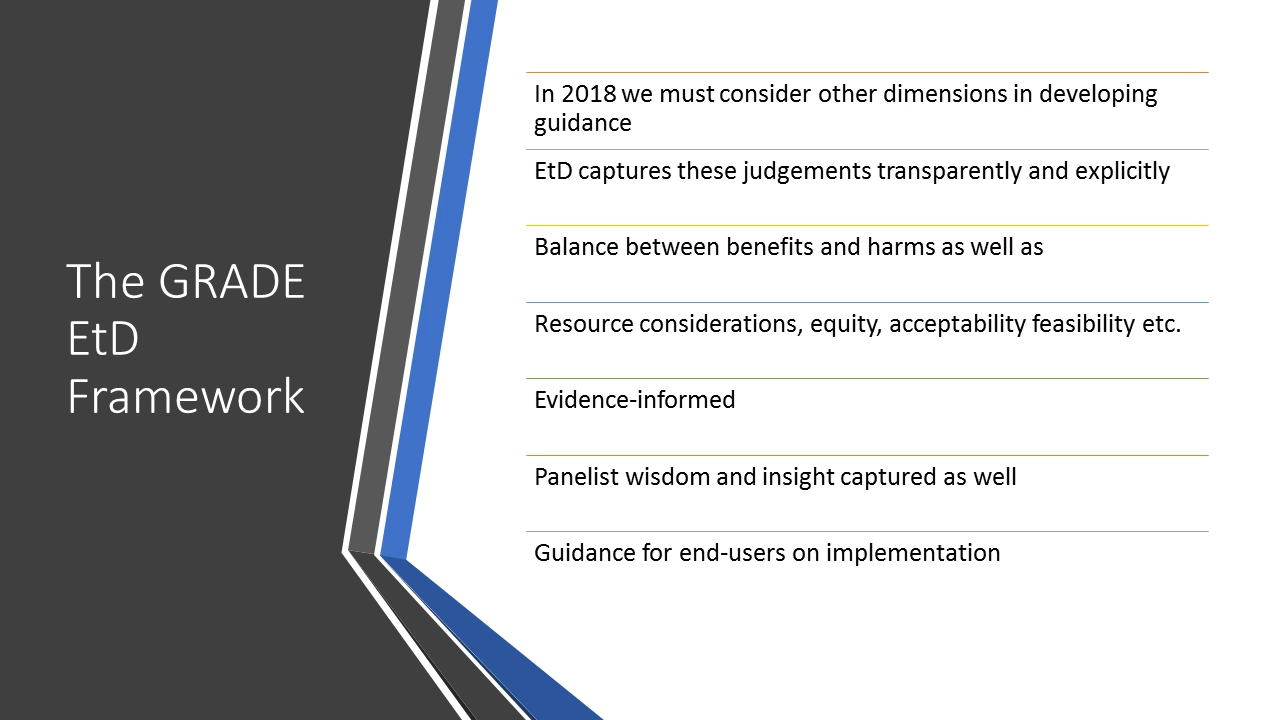 The GRADE
EtD
Framework
In 2018 we must consider other dimensions in developing
guidance
EtD captures these judgements transparently and explicitly
Balance between benefits and harms as well as
Resource considerations, equity, acceptability feasibility etc.
Evidence-informed
Panelist wisdom and insight captured as well
Guidance for end-users on implementation